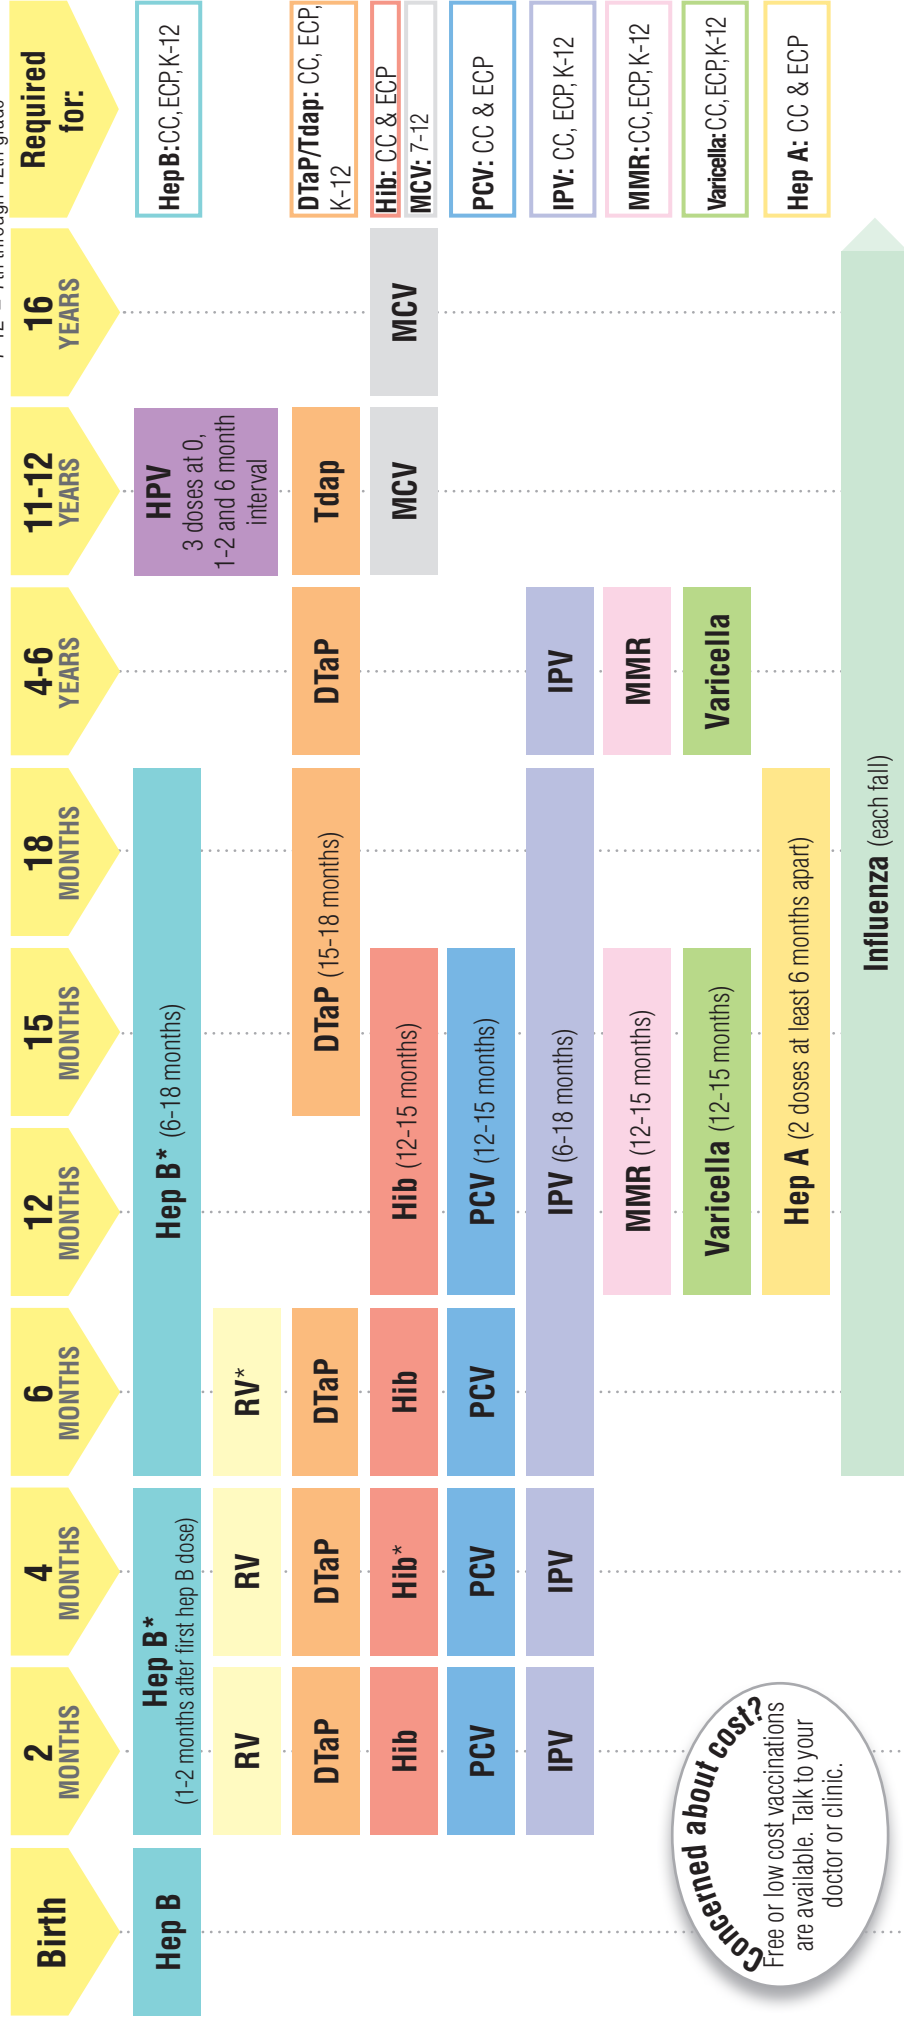 7-12 = 7th through 12th grade
Birth
2
MONTHS
4
MONTHS
6
MONTHS
12
MONTHS
15
MONTHS
18
MONTHS
4-6
YEARS
11-12
YEARS
16
YEARS
Required
for:
Hep B
Hep B*
(1-2 months after first hep B dose)
Hep B* (6-18 months)
HPV
3 doses at 0,
1-2 and 6 month
interval
HepB: CC, ECP, K-12
RV
RV
RV*
DTaP
DTaP
DTaP
DTaP (15-18 months)
DTaP
Tdap
DTaP/Tdap: CC, ECP,
K-12
Hib
Hib*
Hib
Hib (12-15 months)
MCV
MCV
Hib: CC & ECP
MCV: 7-12
PCV
PCV
PCV
PCV (12-15 months)
PCV: CC & ECP
IPV
IPV
IPV (6-18 months)
IPV
IPV: CC, ECP, K-12
MMR (12-15 months)
MMR
MMR: CC, ECP, K-12
Varicella (12-15 months)
Varicella
Varicella: CC, ECP, K-12
Hep A (2 doses at least 6 months apart)
Hep A: CC & ECP
Influenza (each fall)
Concerned about cost?
Free or low cost vaccinations
are available. Talk to your
doctor or clinic.